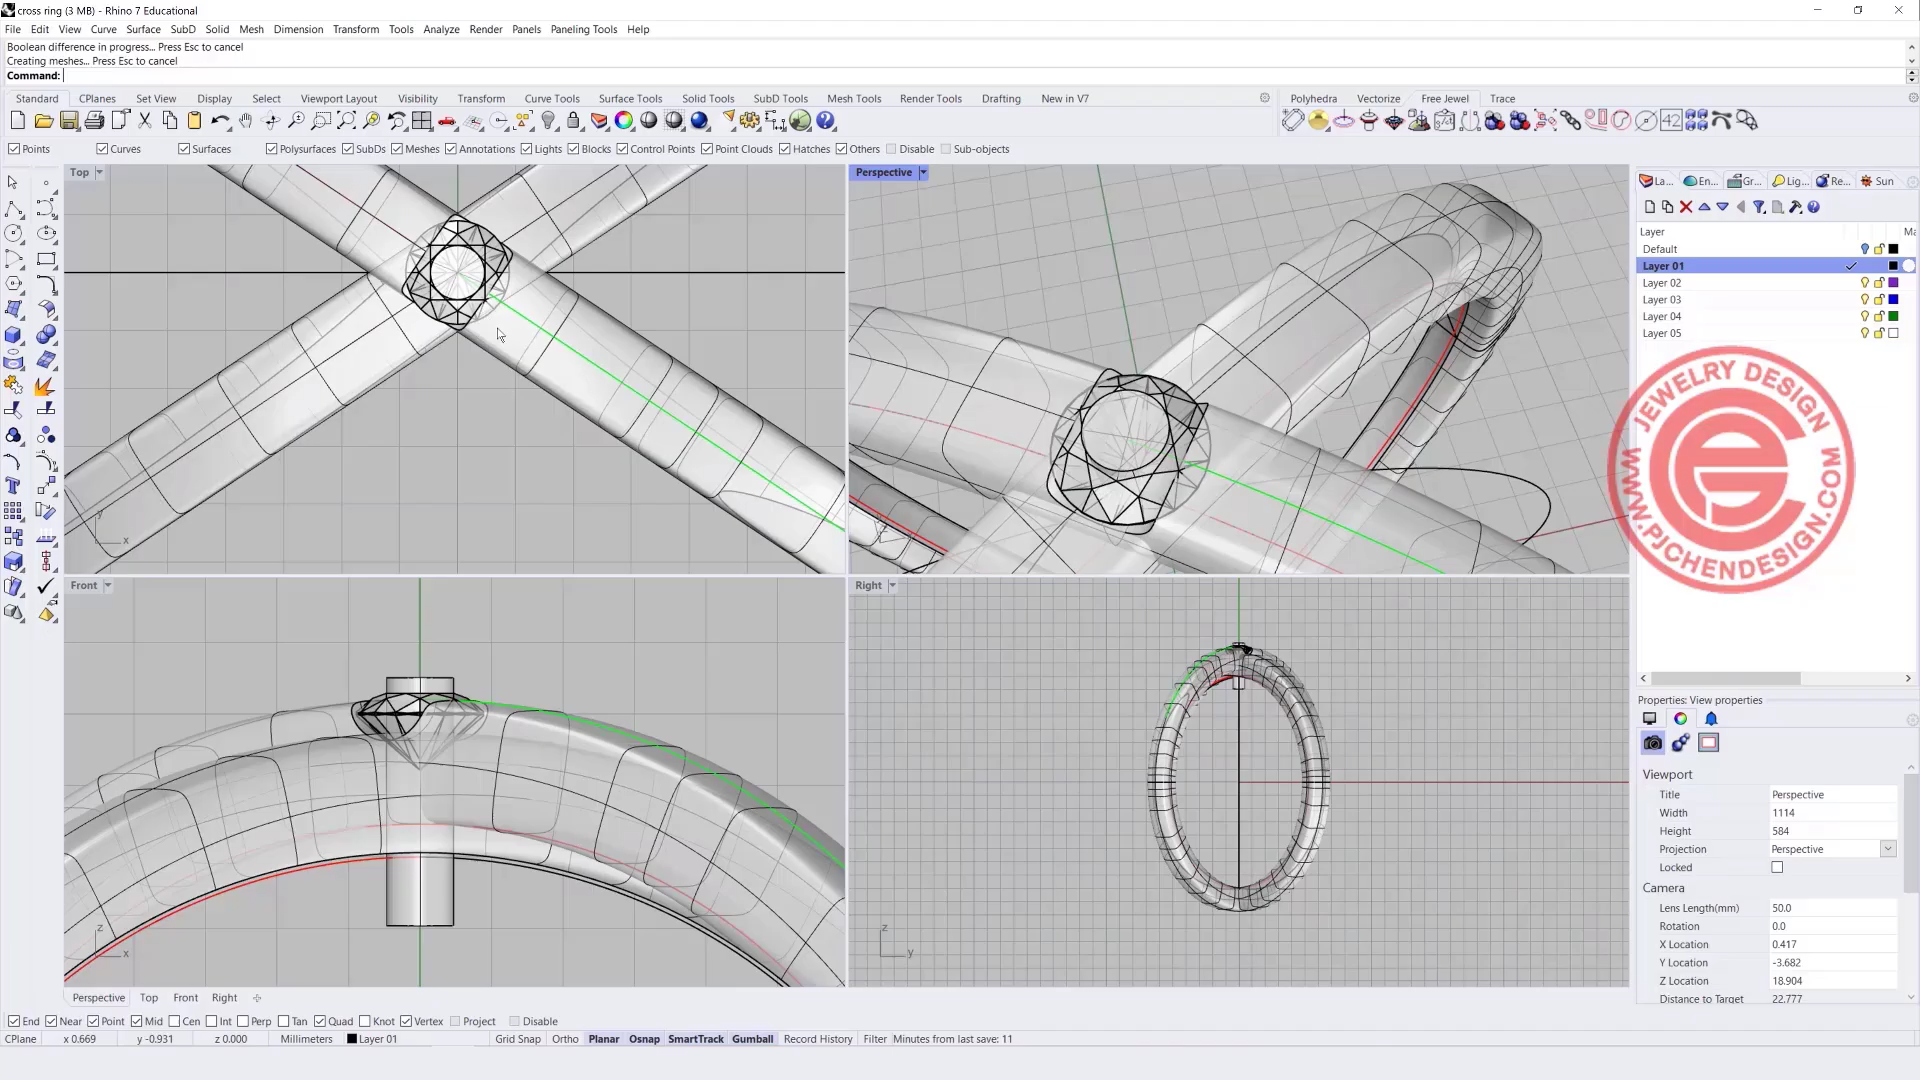 cross ring (3 MB) - Rhino 7 Educational
File Edit View Curve Surface SubD Solid Mesh Dimension Transform Tools Analyze Render Panels Paneling Tools Help
Boolean difference in progress... Press Esc to cancel
Creating meshes... Press Esc to cancel
Command:
Standard CPlanes Set View Display Select Viewport Layout Visibility Transform Curve Tools Surface Tools Solid Tools SubD Tools Mesh Tools Render Tools Drafting New in V7 Polyhedra Vectorize Free Jewel Trace
42
Points Curves Surfaces Polysurfaces SubDs Meshes Annotations Lights Blocks Control Points Point Clouds Hatches Others Disable Sub-objects
Top
Perspective
La... En... Gr... Lig... Re... Sun
Layer Ma
Default
Layer 01
Layer 02
Layer 03
Layer 04
Layer 05
JEWELRY DESIGN
WWW.PJCHENDESIGN.COM
y
x
z
Front
Right
z
x
z
y
Properties: View properties
Viewport
Title Perspective
Width 1114
Height 584
Projection Perspective
Locked
Camera
Lens Length(mm) 50.0
Rotation 0.0
X Location 0.417
Y Location -3.682
Z Location 18.904
Distance to Target 22.777
Perspective Top Front Right
End Near Point Mid Cen Int Perp Tan Quad Knot Vertex Project Disable
CPlane x 0.669 y -0.931 z 0.000 Millimeters Layer 01 Grid Snap Ortho Planar Osnap SmartTrack Gumball Record History Filter Minutes from last save: 11